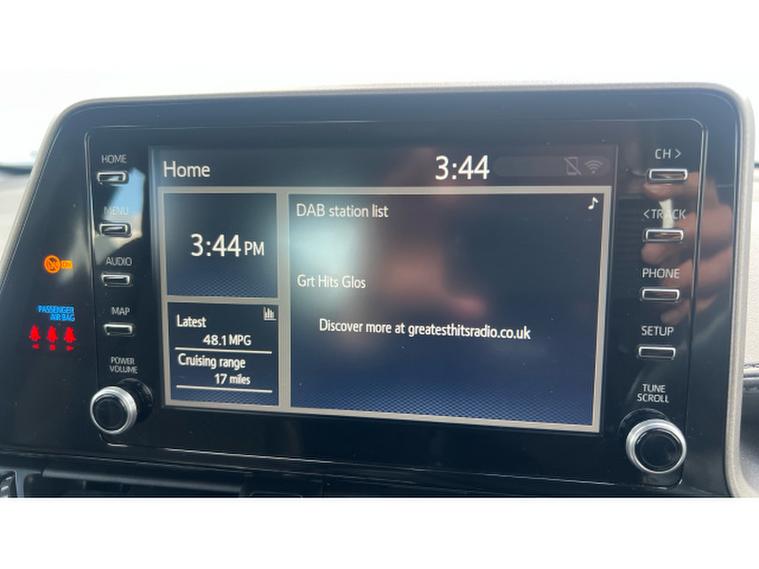 HOME
MENU
AUDIO
MAP
POWER
VOLUME
ON
PASSENGER
AIR BAG
Home
3:44
3:44 PM
Latest
48.1 MPG
Cruising range
17 miles
DAB station list
Grt Hits Glos
Discover more at greatesthitsradio.co.uk
CH >
< TRACK
PHONE
SETUP
TUNE
SCROLL